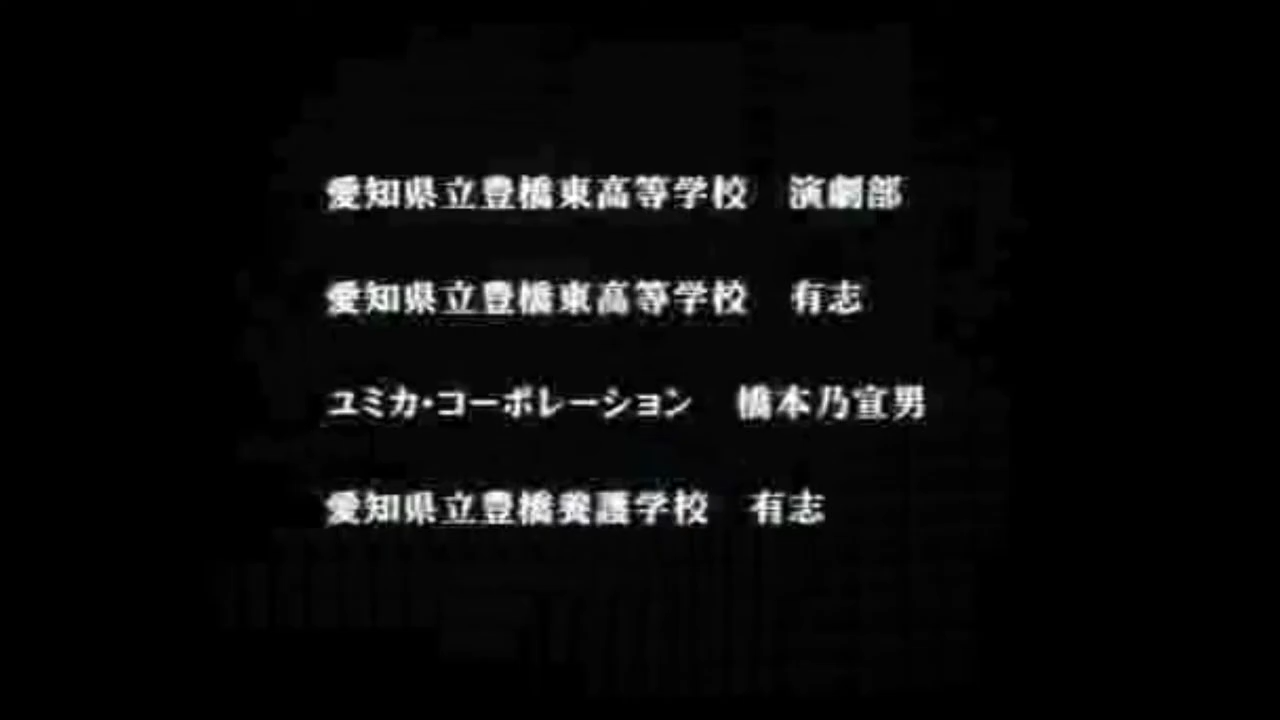 愛知県立豊橋東高等学校　演劇部
愛知県立豊橋東高等学校　有志
ユミカ・コーポレーション　橋本乃宣男
愛知県立豊橋養護学校　有志